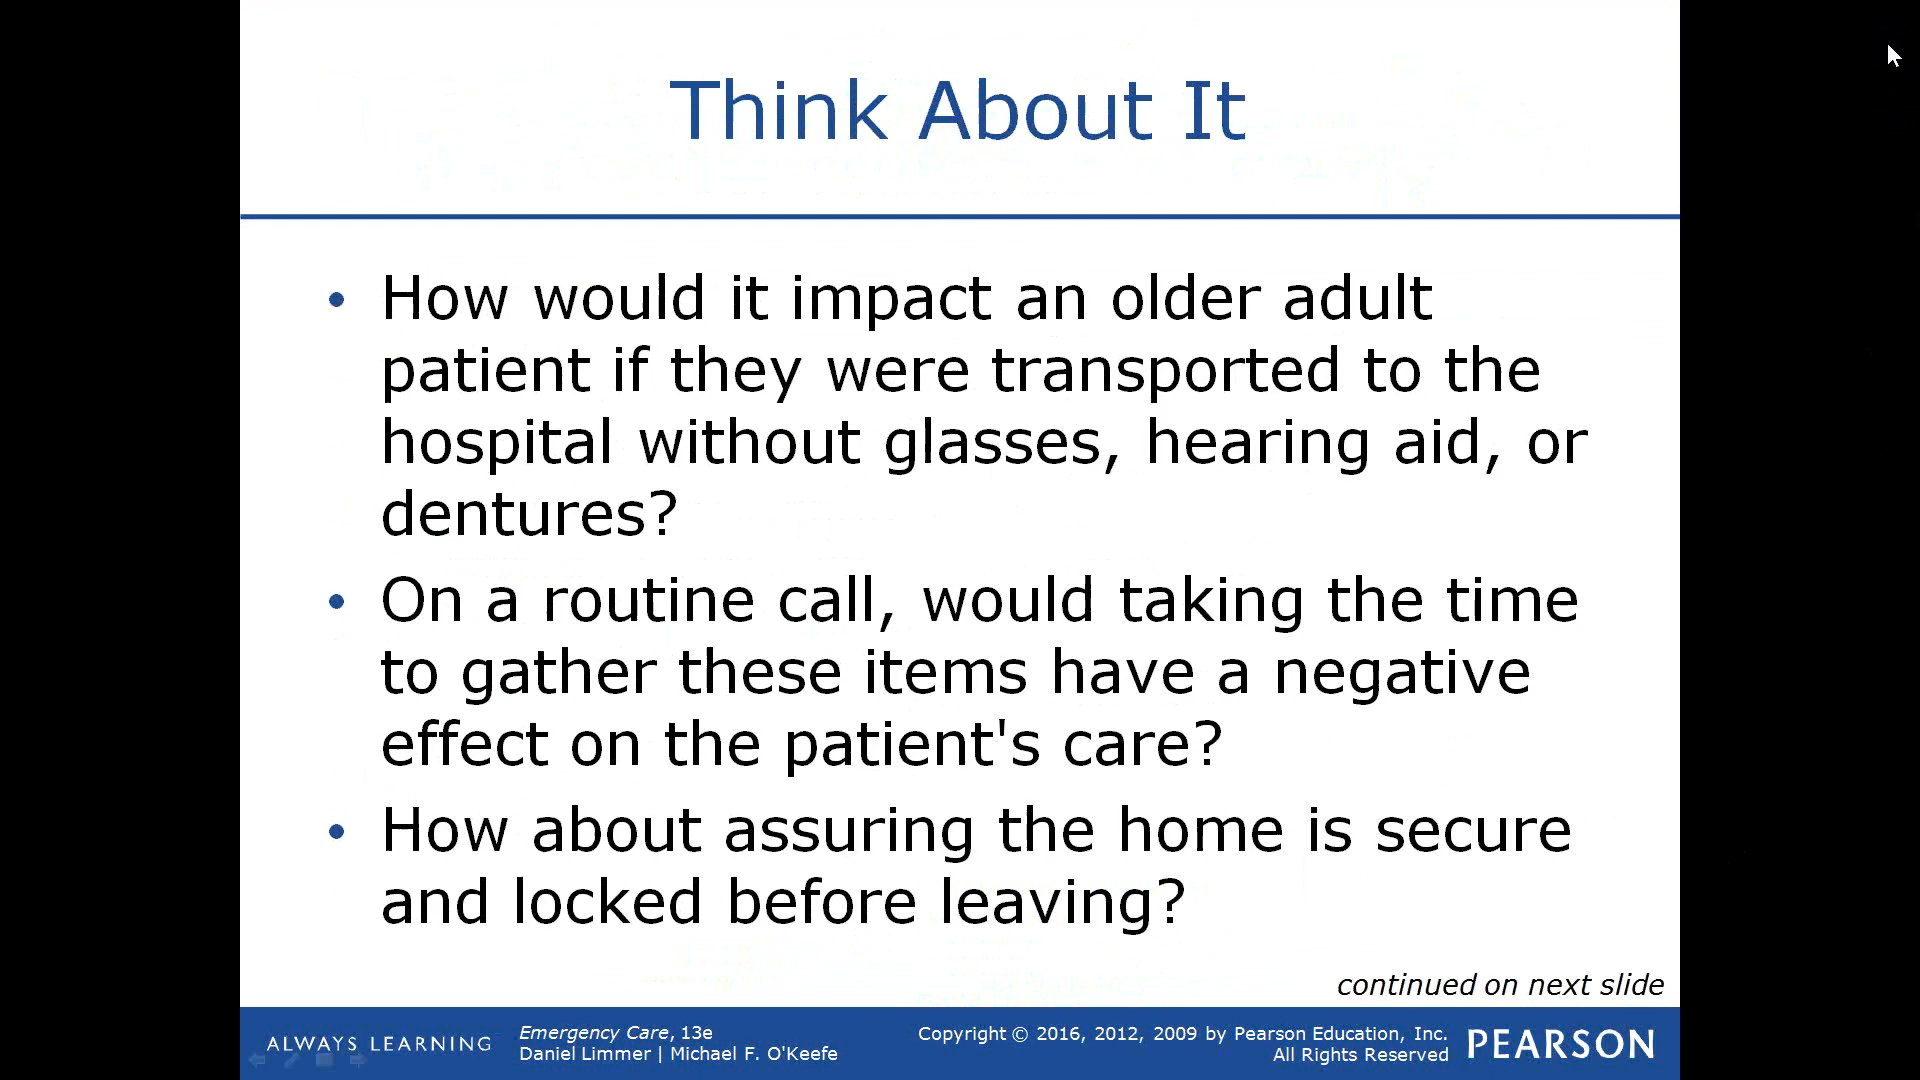 Think About It
• How would it impact an older adult
patient if they were transported to the
hospital without glasses, hearing aid, or
dentures?
• On a routine call, would taking the time
to gather these items have a negative
effect on the patient's care?
• How about assuring the home is secure
and locked before leaving?
continued on next slide
ALWAYS LEARNING
Emergency Care, 13e
Daniel Limmer | Michael F. O'Keefe
Copyright © 2016, 2012, 2009 by Pearson Education, Inc.
All Rights Reserved
PEARSON